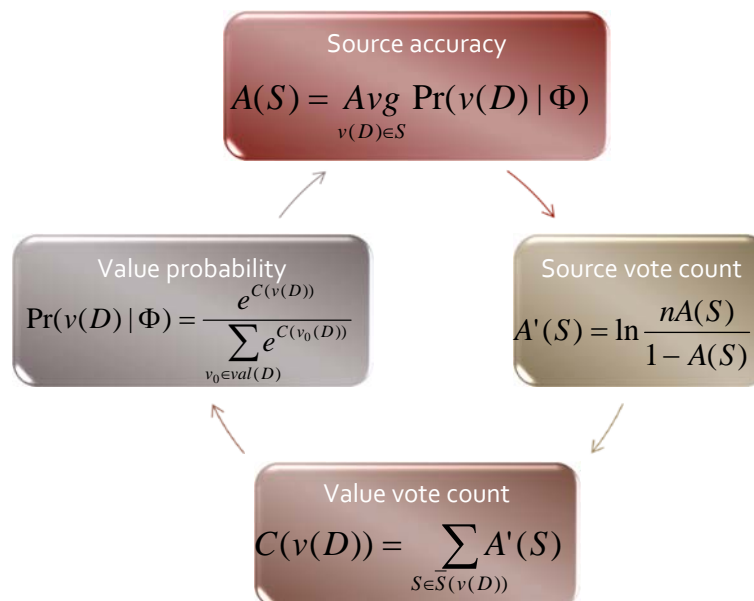 Source accuracy
A(S) = Avg Pr(v(D) | Φ)
v(D)∈S
Value probability
Pr(v(D) | Φ) = e^{C(v(D))} / ∑ e^{C(v₀(D))}
v₀∈val(D)
Source vote count
A'(S) = ln nA(S) / 1 − A(S)
Value vote count
C(v(D)) = ∑ A'(S)
S∈S̄(v(D))